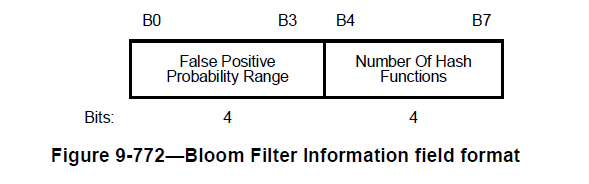 B0 B3 B4 B7
False Positive Number Of Hash
Probability Range Functions
Bits: 4 4
Figure 9-772—Bloom Filter Information field format